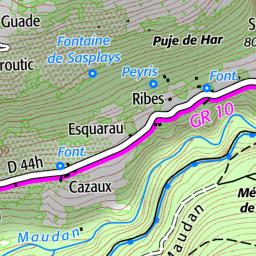 Guade
Puje de Har
S
Fontaine
de Sasplays
routic
Peyris
Font.
Ribes
GR 10
Esquarau
D 44h
Font.
Cazaux
Maudan
Maudan
Mé
de